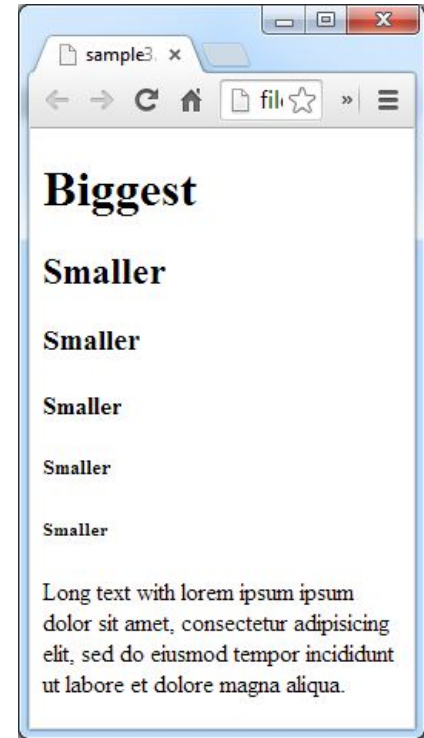 sample3.
file
Biggest
Smaller
Smaller
Smaller
Smaller
Smaller
Long text with lorem ipsum ipsum
dolor sit amet, consectetur adipisicing
elit, sed do eiusmod tempor incididunt
ut labore et dolore magna aliqua.